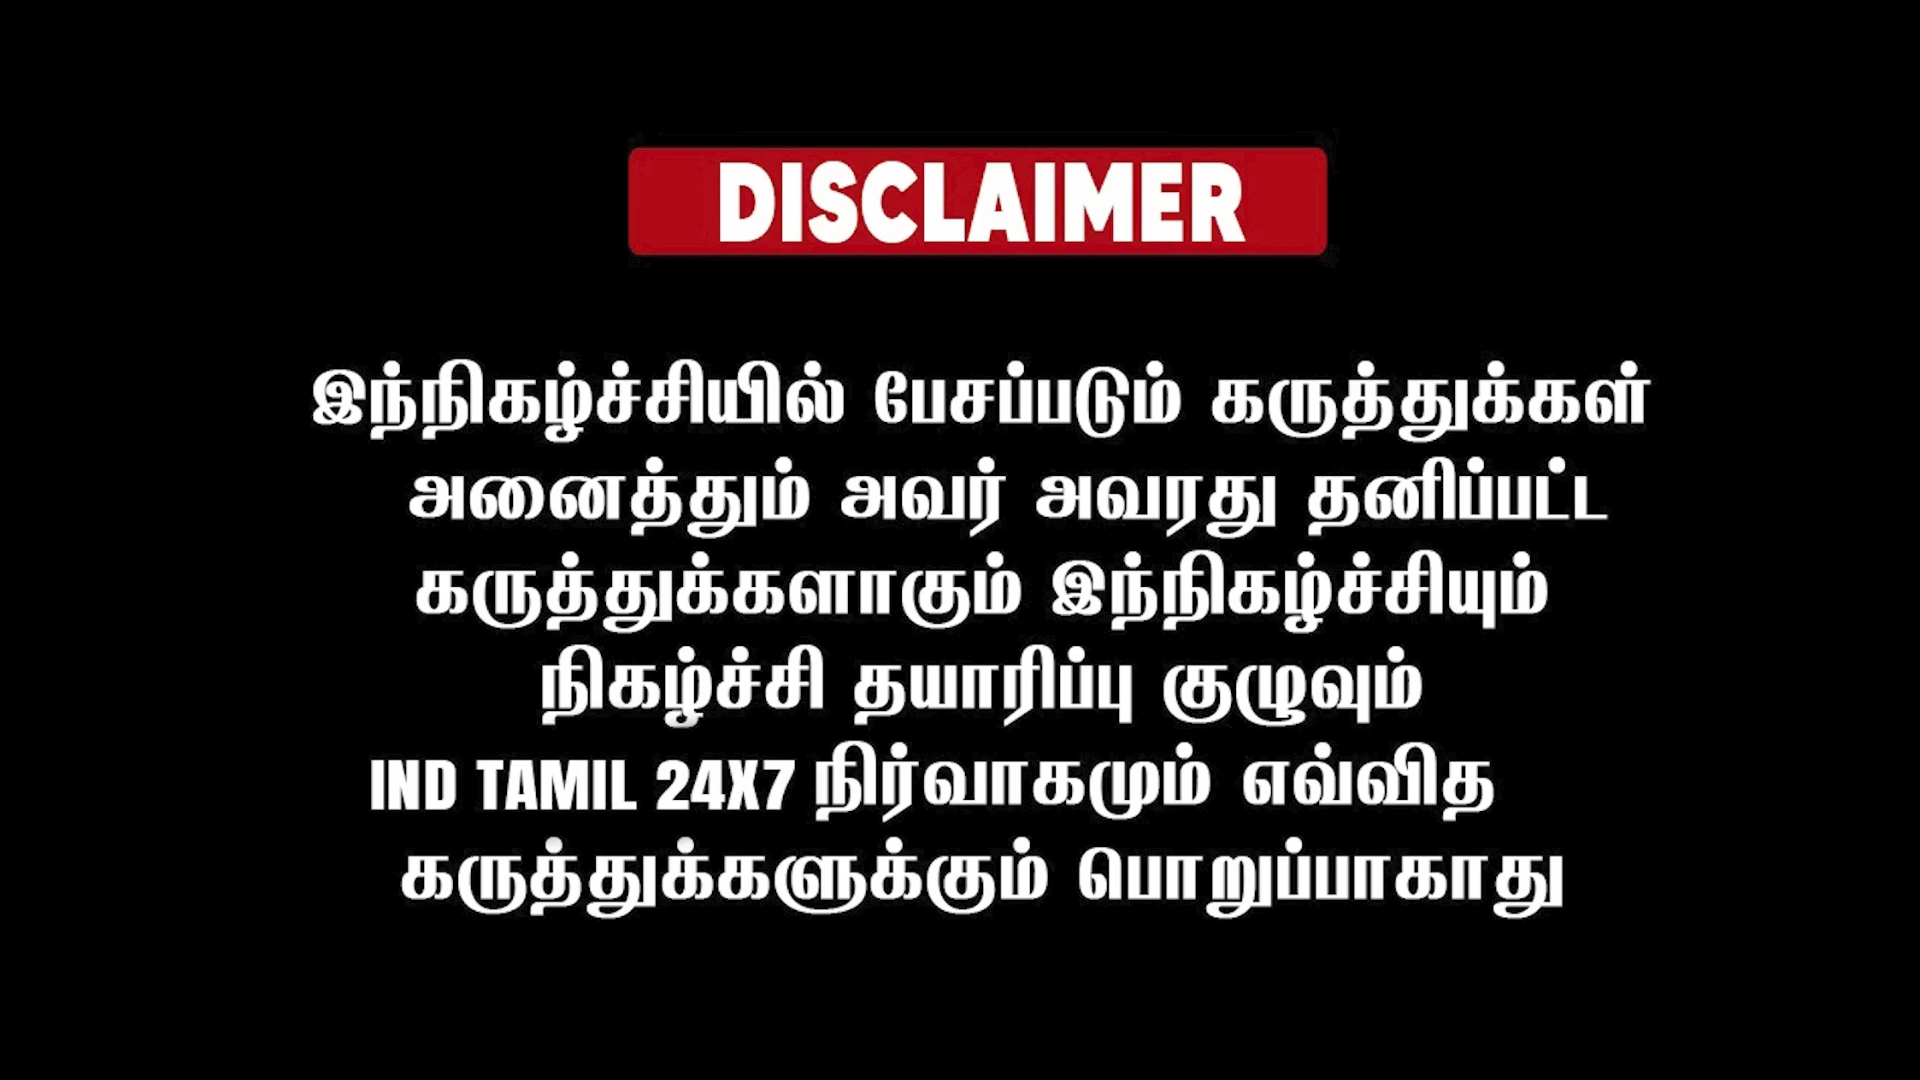 DISCLAIMER
இந்நிகழ்ச்சியில் பேசப்படும் கருத்துக்கள்
அனைத்தும் அவர் அவரது தனிப்பட்ட
கருத்துக்களாகும் இந்நிகழ்ச்சியும்
நிகழ்ச்சி தயாரிப்பு குழுவும்
IND TAMIL 24X7 நிர்வாகமும் எவ்வித
கருத்துக்களுக்கும் பொறுப்பாகாது